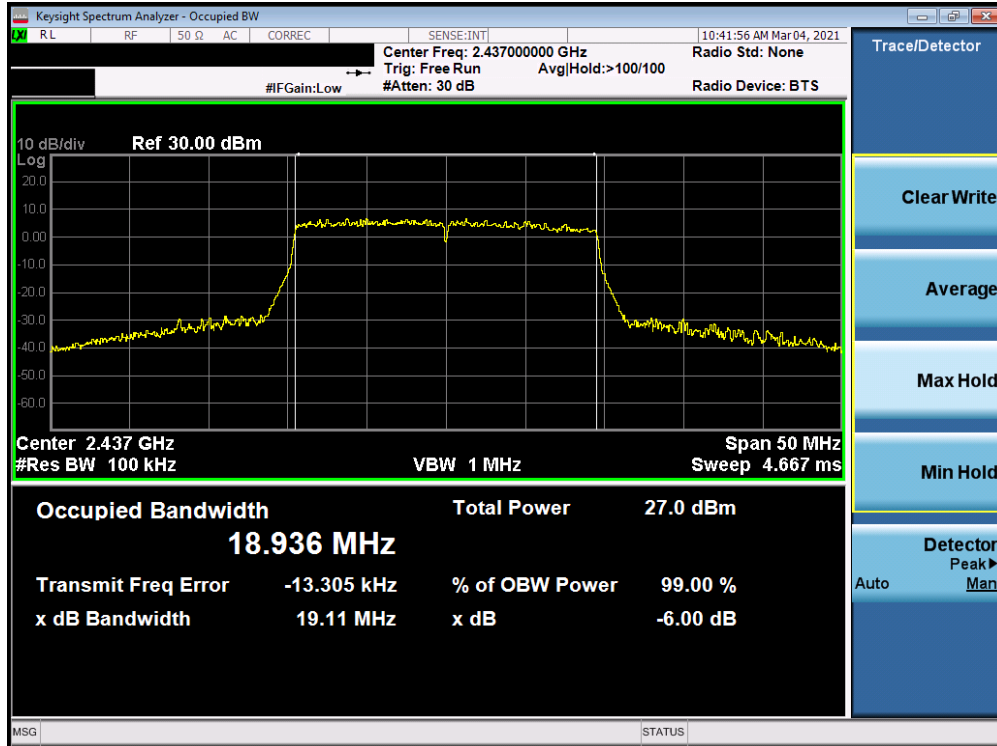 Keysight Spectrum Analyzer - Occupied BW
LXI RL RF 50 Ω AC CORREC SENSE:INT 10:41:56 AM Mar 04, 2021
Center Freq: 2.437000000 GHz Radio Std: None
Trig: Free Run Avg|Hold:>100/100
#IFGain:Low #Atten: 30 dB Radio Device: BTS
Trace/Detector
10 dB/div Ref 30.00 dBm
Log
20.0
10.0
0.00
-10.0
-20.0
-30.0
-40.0
-50.0
-60.0
Center 2.437 GHz Span 50 MHz
#Res BW 100 kHz VBW 1 MHz Sweep 4.667 ms
Occupied Bandwidth Total Power 27.0 dBm
18.936 MHz
Transmit Freq Error -13.305 kHz % of OBW Power 99.00 %
x dB Bandwidth 19.11 MHz x dB -6.00 dB
Clear Write
Average
Max Hold
Min Hold
Detector
Peak▶
Auto Man
MSG STATUS